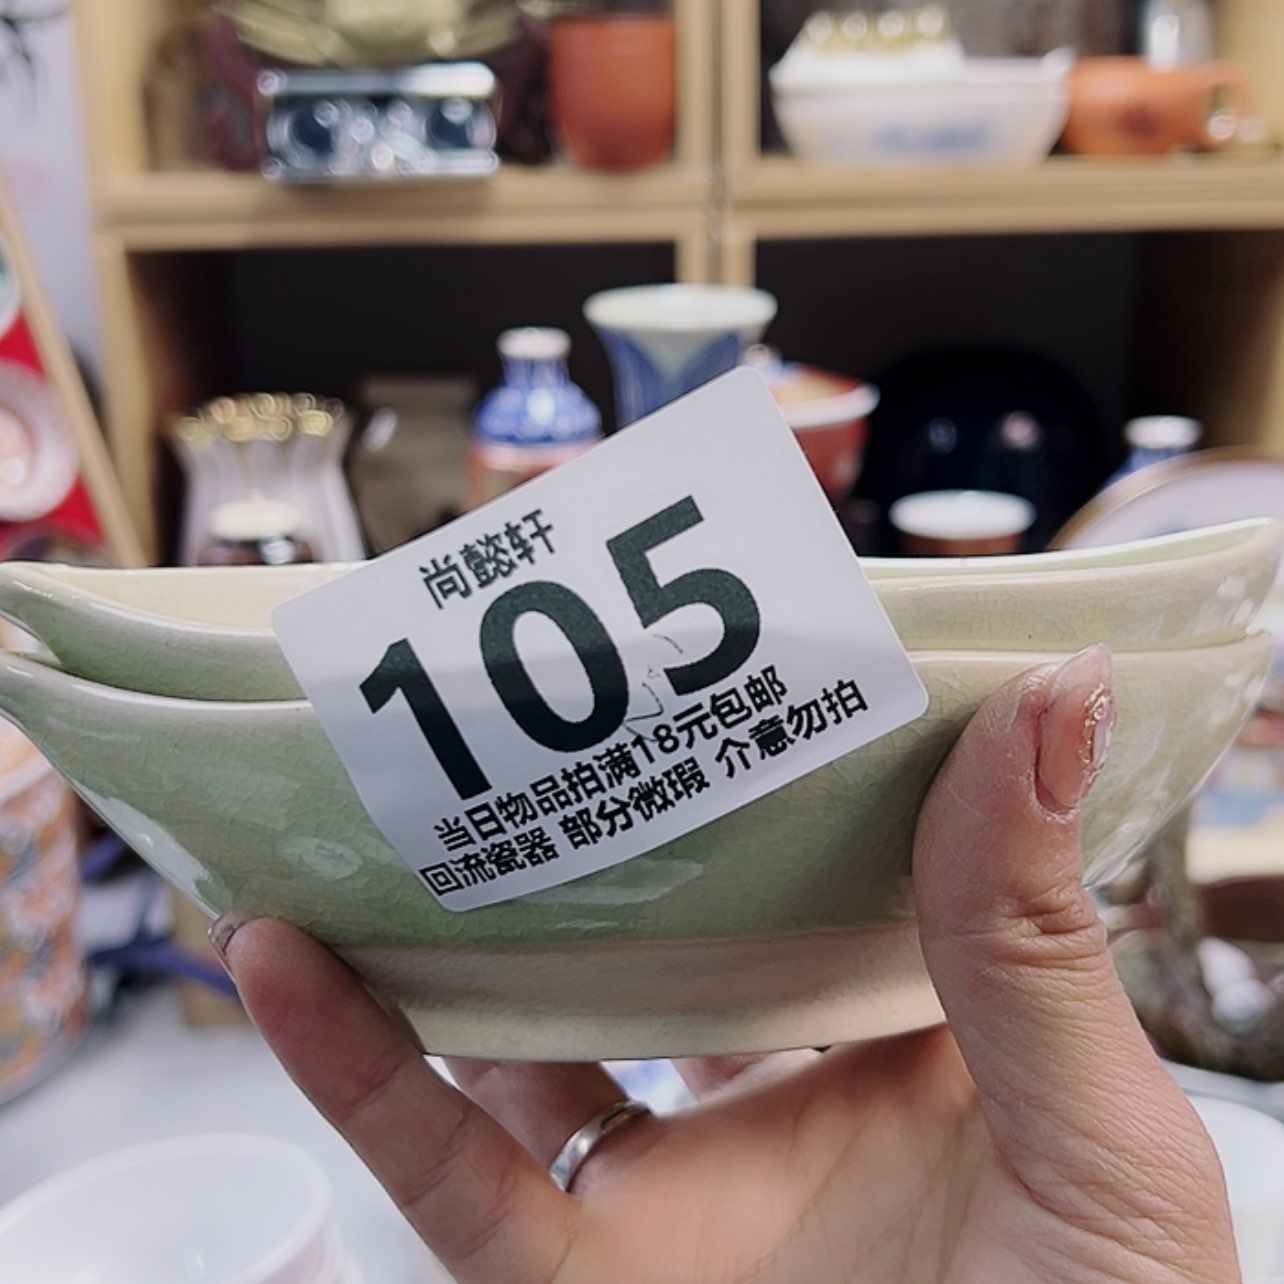 尚懿轩
105
当日物品拍满18元包邮
回流瓷器 部分微瑕 介意勿拍